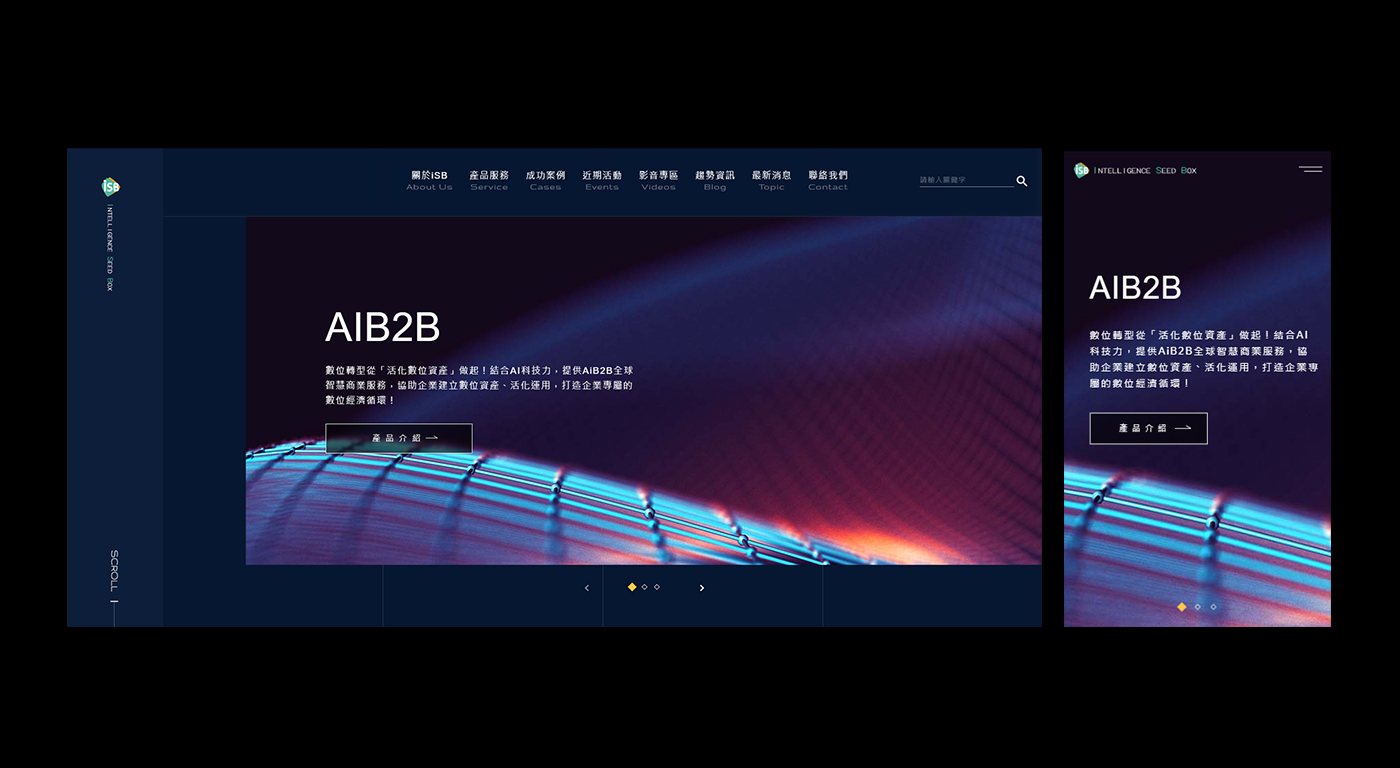 iSB
INTELLIGENCE SEED BOX
關於iSB
About Us
產品服務
Service
成功案例
Cases
近期活動
Events
影音專區
Videos
趨勢資訊
Blog
最新消息
Topic
聯絡我們
Contact
請輸入關鍵字
AIB2B
數位轉型從「活化數位資產」做起！結合AI科技力，提供AiB2B全球
智慧商業服務，協助企業建立數位資產、活化運用，打造企業專屬的
數位經濟循環！
產品介紹
SCROLL
iSB INTELLIGENCE SEED BOX
AIB2B
數位轉型從「活化數位資產」做起！結合AI
科技力，提供AiB2B全球智慧商業服務，協
助企業建立數位資產、活化運用，打造企業專
屬的數位經濟循環！
產品介紹